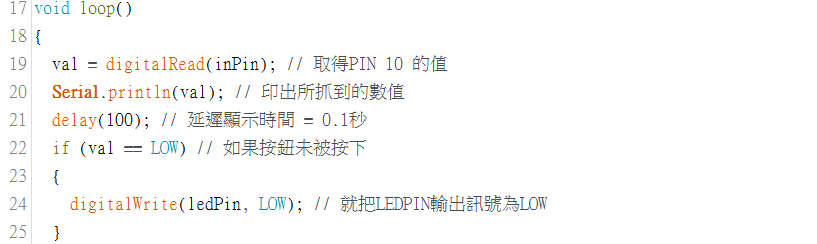 17 void loop()
18 {
19   val = digitalRead(inPin); // 取得PIN 10 的值
20   Serial.println(val); // 印出所抓到的數值
21   delay(100); // 延遲顯示時間 = 0.1秒
22   if (val == LOW) // 如果按鈕未被按下
23   {
24     digitalWrite(ledPin, LOW); // 就把LEDPIN輸出訊號為LOW
25   }